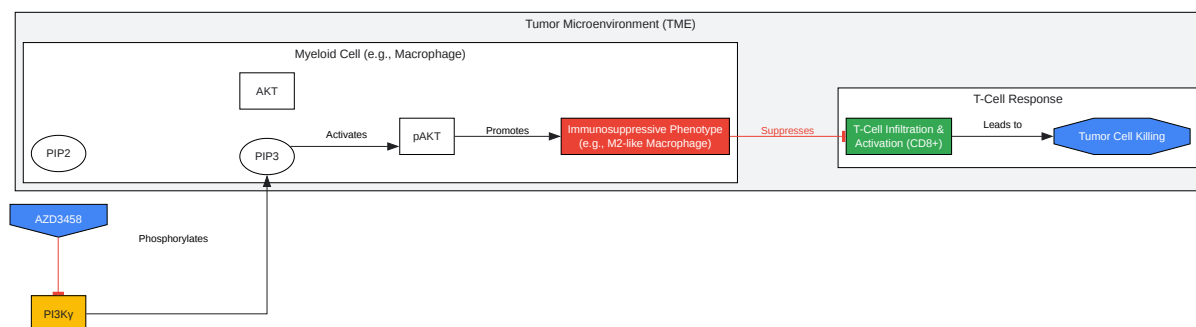 Tumor Microenvironment (TME)
Myeloid Cell (e.g., Macrophage)
AKT
T-Cell Response
Activates
pAKT
Promotes
Immunosuppressive Phenotype
(e.g., M2-like Macrophage)
Suppresses
T-Cell Infiltration &
Activation (CD8+)
Leads to
Tumor Cell Killing
PIP2
PIP3
AZD3458
Phosphorylates
PI3Kγ